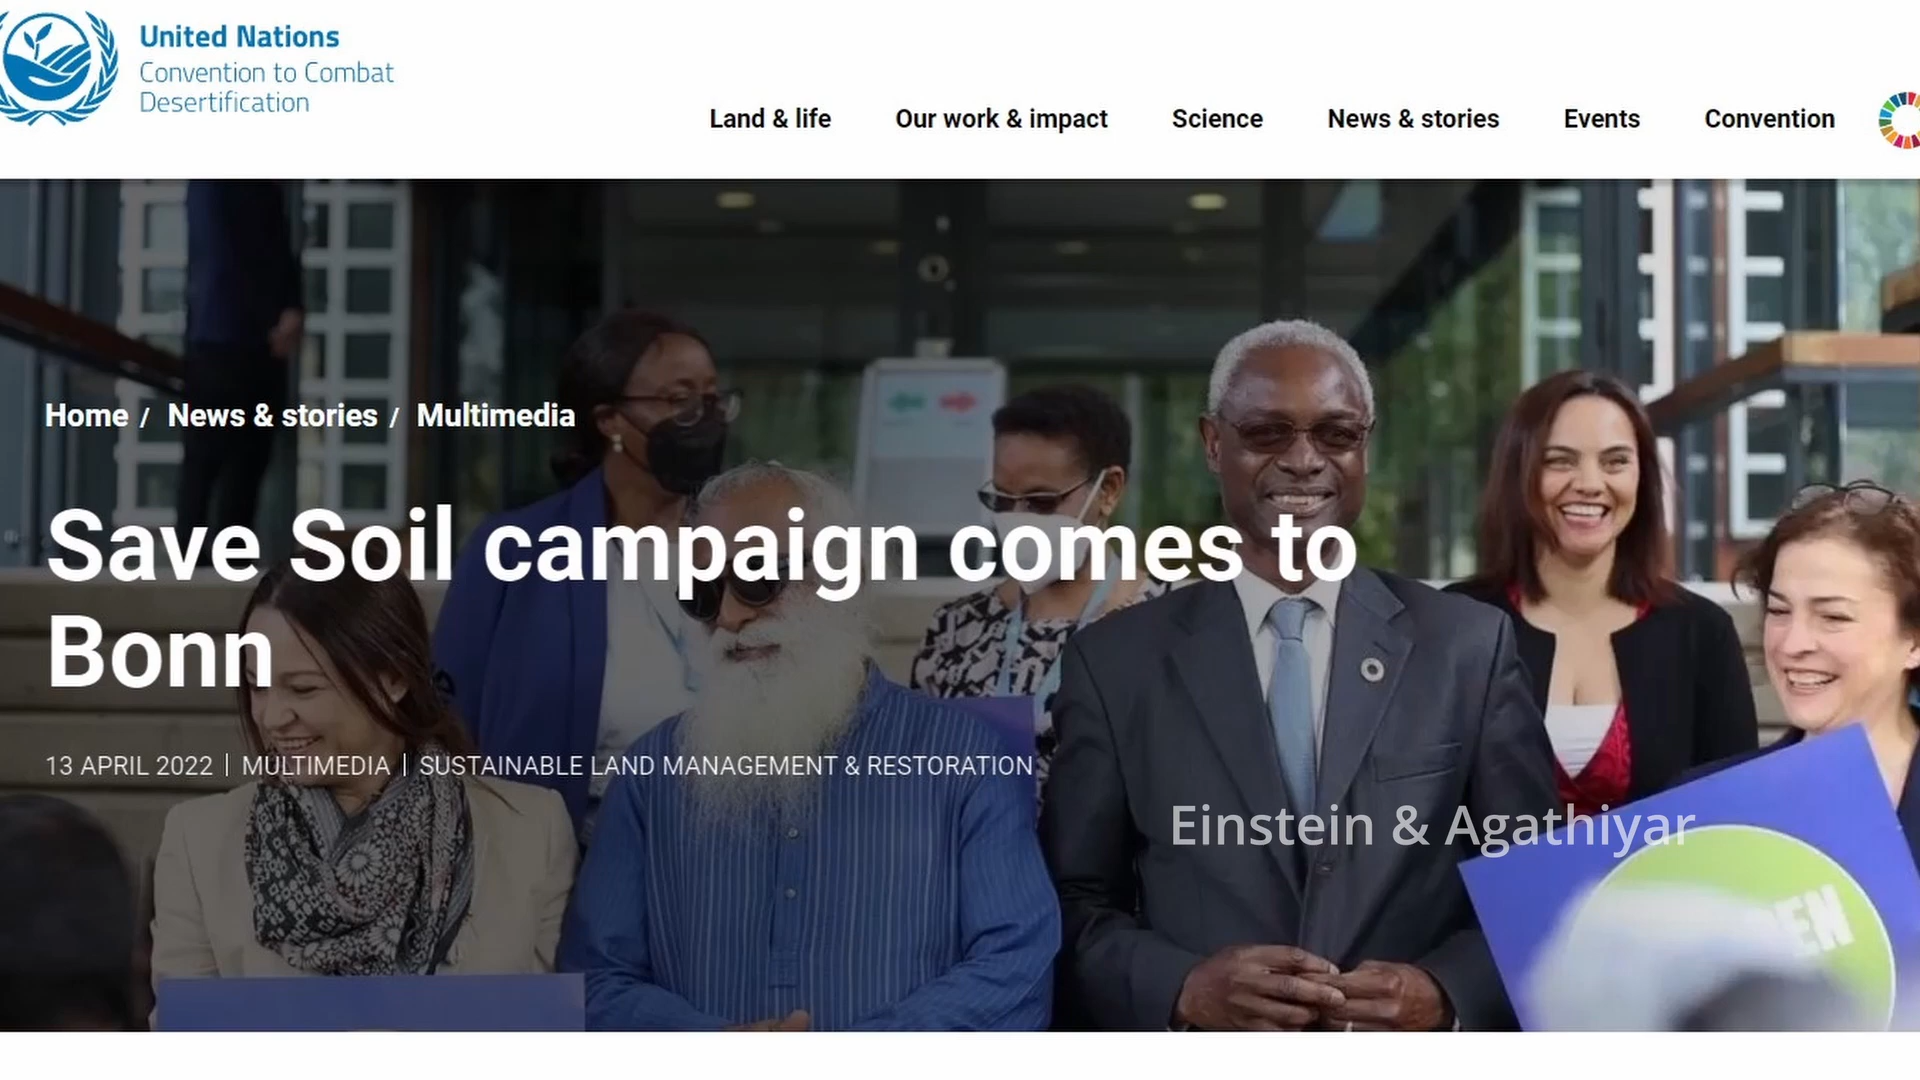 United Nations
Convention to Combat
Desertification
Land & life
Our work & impact
Science
News & stories
Events
Convention
Home / News & stories / Multimedia
Save Soil campaign comes to
Bonn
13 APRIL 2022 | MULTIMEDIA | SUSTAINABLE LAND MANAGEMENT & RESTORATION
Einstein & Agathiyar